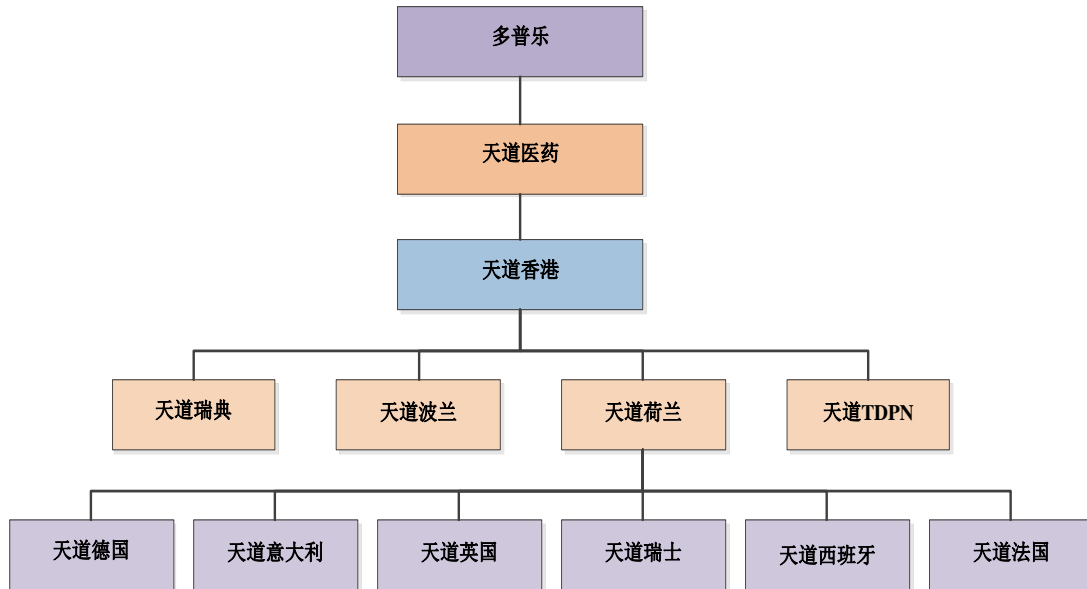 多普乐
天道医药
天道香港
天道瑞典
天道波兰
天道荷兰
天道TDPN
天道德国
天道意大利
天道英国
天道瑞士
天道西班牙
天道法国